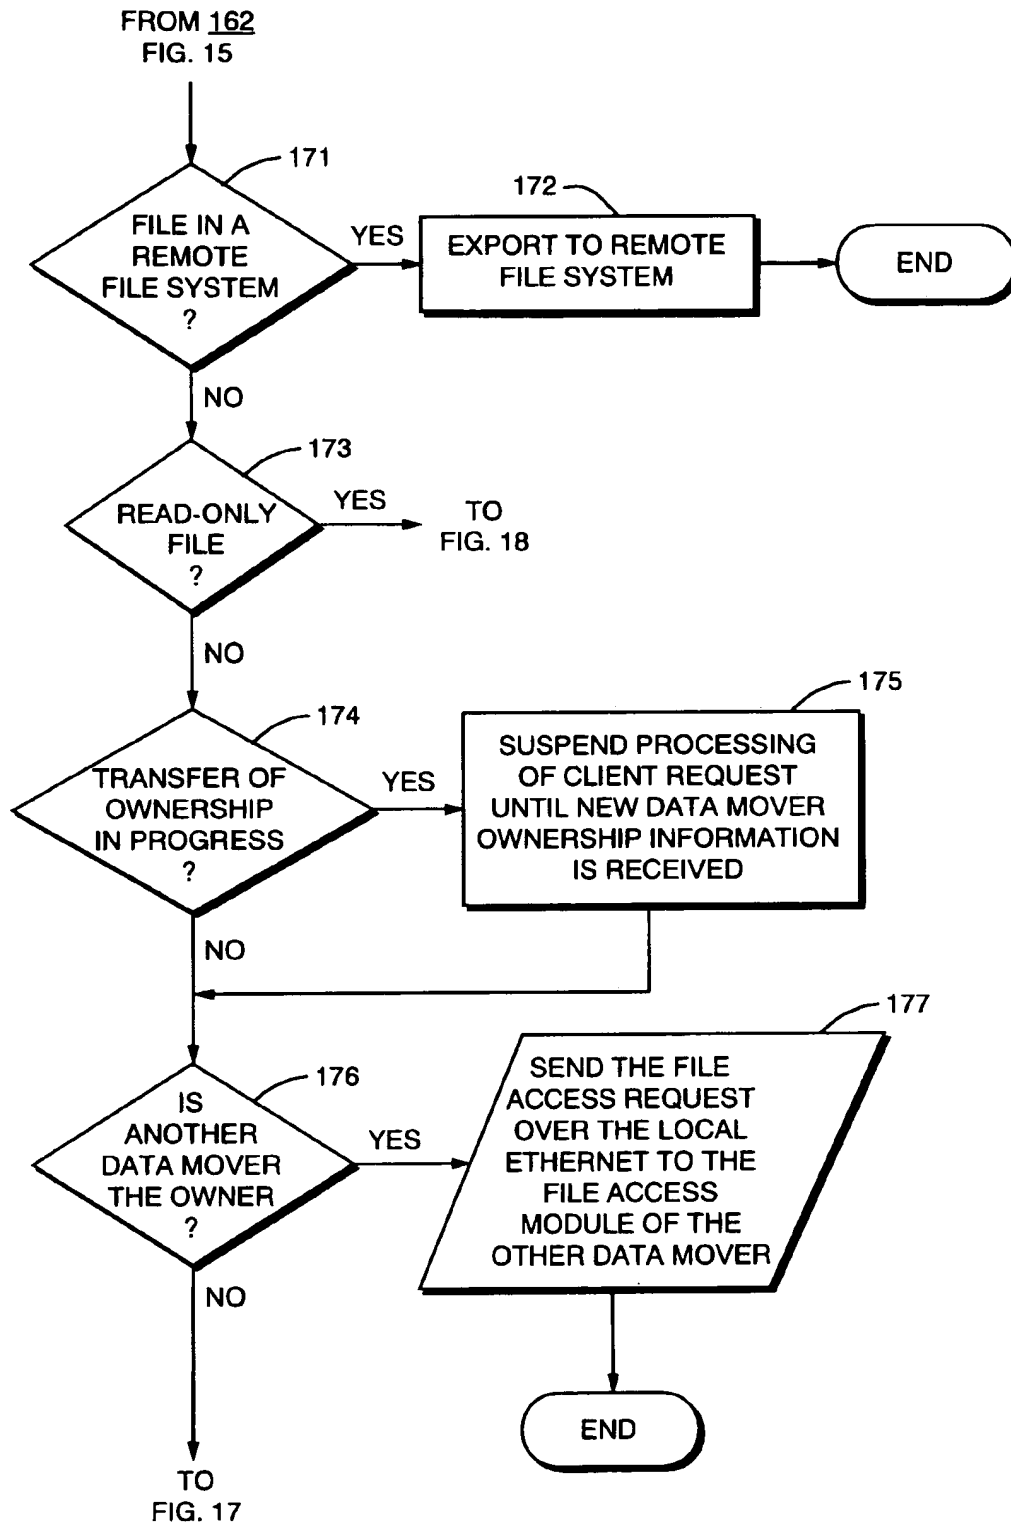 FROM 162
FIG. 15
171
FILE IN A
REMOTE
FILE SYSTEM
?
YES
172
EXPORT TO REMOTE
FILE SYSTEM
END
NO
173
READ-ONLY
FILE
?
YES
TO
FIG. 18
NO
174
TRANSFER OF
OWNERSHIP
IN PROGRESS
?
YES
175
SUSPEND PROCESSING
OF CLIENT REQUEST
UNTIL NEW DATA MOVER
OWNERSHIP INFORMATION
IS RECEIVED
NO
176
IS
ANOTHER
DATA MOVER
THE OWNER
?
YES
177
SEND THE FILE
ACCESS REQUEST
OVER THE LOCAL
ETHERNET TO THE
FILE ACCESS
MODULE OF THE
OTHER DATA MOVER
NO
END
TO
FIG. 17